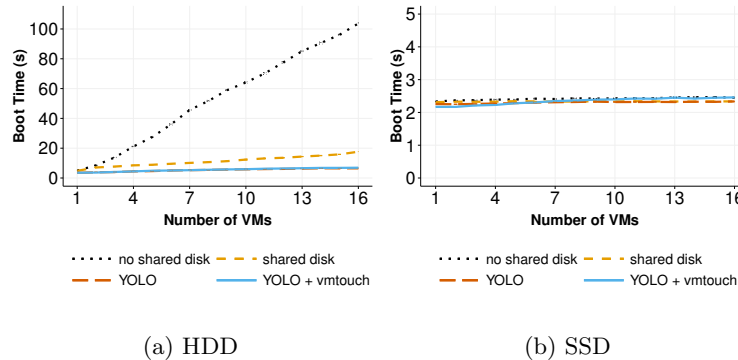 Boot Time (s)
100
80
60
40
20
0
1 4 7 10 13 16
Number of VMs
no shared disk shared disk
YOLO YOLO + vmtouch
(a) HDD
Boot Time (s)
5
4
3
2
1
0
1 4 7 10 13 16
Number of VMs
no shared disk shared disk
YOLO YOLO + vmtouch
(b) SSD